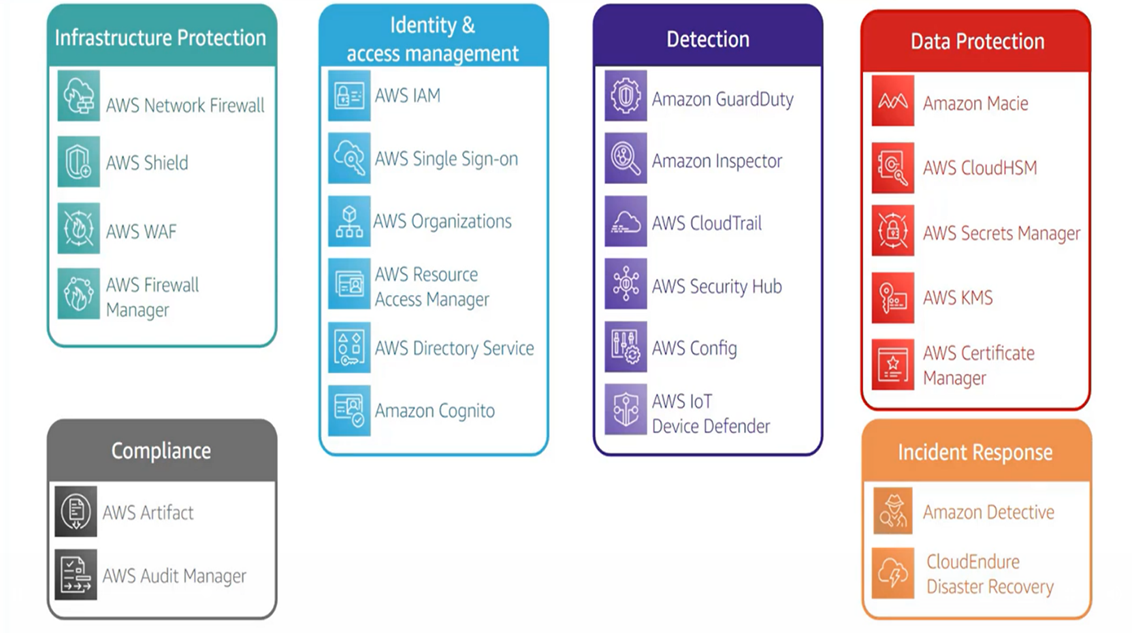 Infrastructure Protection
AWS Network Firewall
AWS Shield
AWS WAF
AWS Firewall
Manager
Identity &
access management
AWS IAM
AWS Single Sign-on
AWS Organizations
AWS Resource
Access Manager
AWS Directory Service
Amazon Cognito
Detection
Amazon GuardDuty
Amazon Inspector
AWS CloudTrail
AWS Security Hub
AWS Config
AWS IoT
Device Defender
Data Protection
Amazon Macie
AWS CloudHSM
AWS Secrets Manager
AWS KMS
AWS Certificate
Manager
Compliance
AWS Artifact
AWS Audit Manager
Incident Response
Amazon Detective
CloudEndure
Disaster Recovery